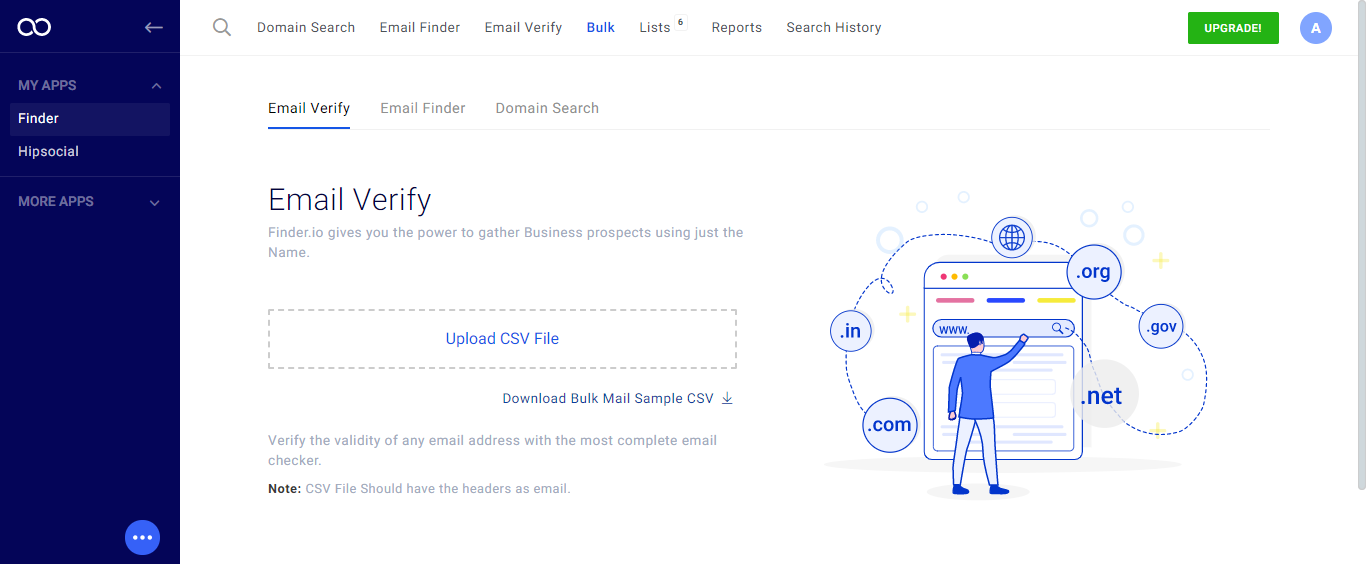 Domain Search Email Finder Email Verify Bulk Lists 6 Reports Search History UPGRADE! A
MY APPS
Finder
Hipsocial
MORE APPS
Email Verify Email Finder Domain Search
Email Verify
Finder.io gives you the power to gather Business prospects using just the
Name.
Upload CSV File
Download Bulk Mail Sample CSV
Verify the validity of any email address with the most complete email
checker.
Note: CSV File Should have the headers as email.
.org
.in
www.
.gov
.net
.com